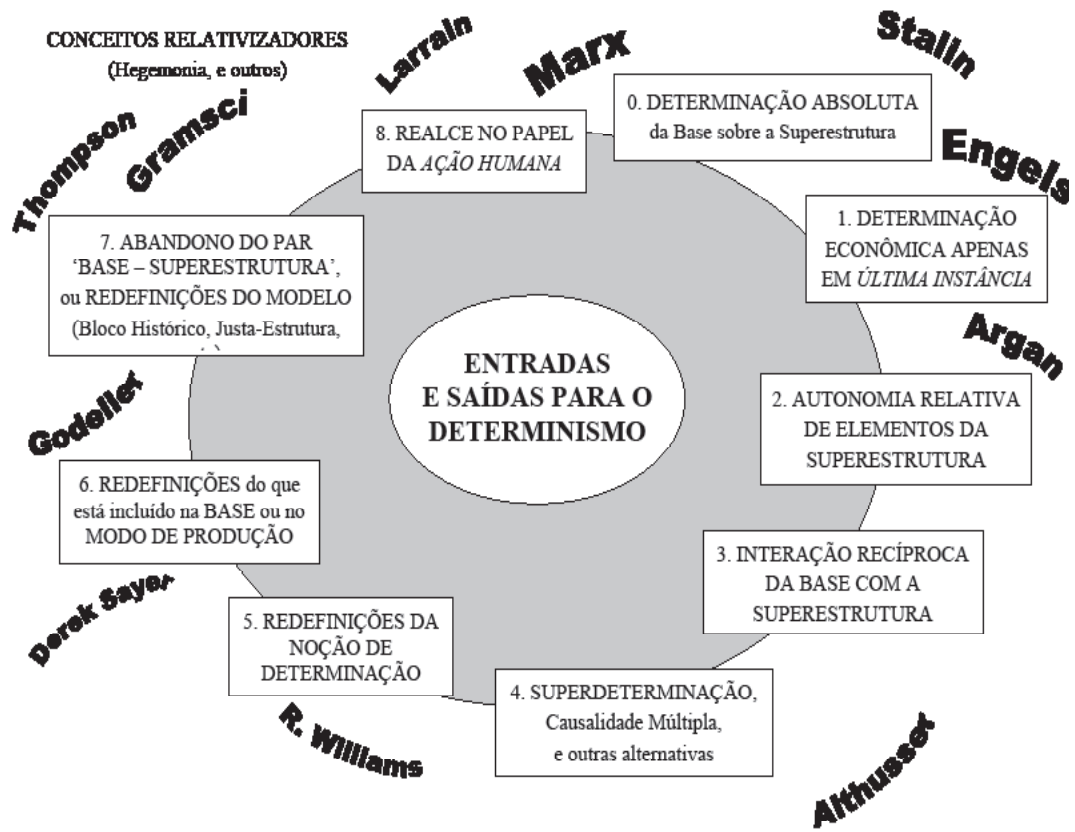 CONCEITOS RELATIVIZADORES
(Hegemonia, e outros)
Larrain
Marx
Stalin
Engels
Argan
Althusser
R. Williams
Derek Sayer
Godelier
Thompson
Gramsci
ENTRADAS
E SAÍDAS PARA O
DETERMINISMO
0. DETERMINAÇÃO ABSOLUTA
da Base sobre a Superestrutura
1. DETERMINAÇÃO
ECONÔMICA APENAS
EM ÚLTIMA INSTÂNCIA
2. AUTONOMIA RELATIVA
DE ELEMENTOS DA
SUPERESTRUTURA
3. INTERAÇÃO RECÍPROCA
DA BASE COM A
SUPERESTRUTURA
4. SUPERDETERMINAÇÃO,
Causalidade Múltipla,
e outras alternativas
5. REDEFINIÇÕES DA
NOÇÃO DE
DETERMINAÇÃO
6. REDEFINIÇÕES do que
está incluído na BASE ou no
MODO DE PRODUÇÃO
7. ABANDONO DO PAR
‘BASE – SUPERESTRUTURA’,
ou REDEFINIÇÕES DO MODELO
(Bloco Histórico, Justa-Estrutura,
8. REALCE NO PAPEL
DA AÇÃO HUMANA